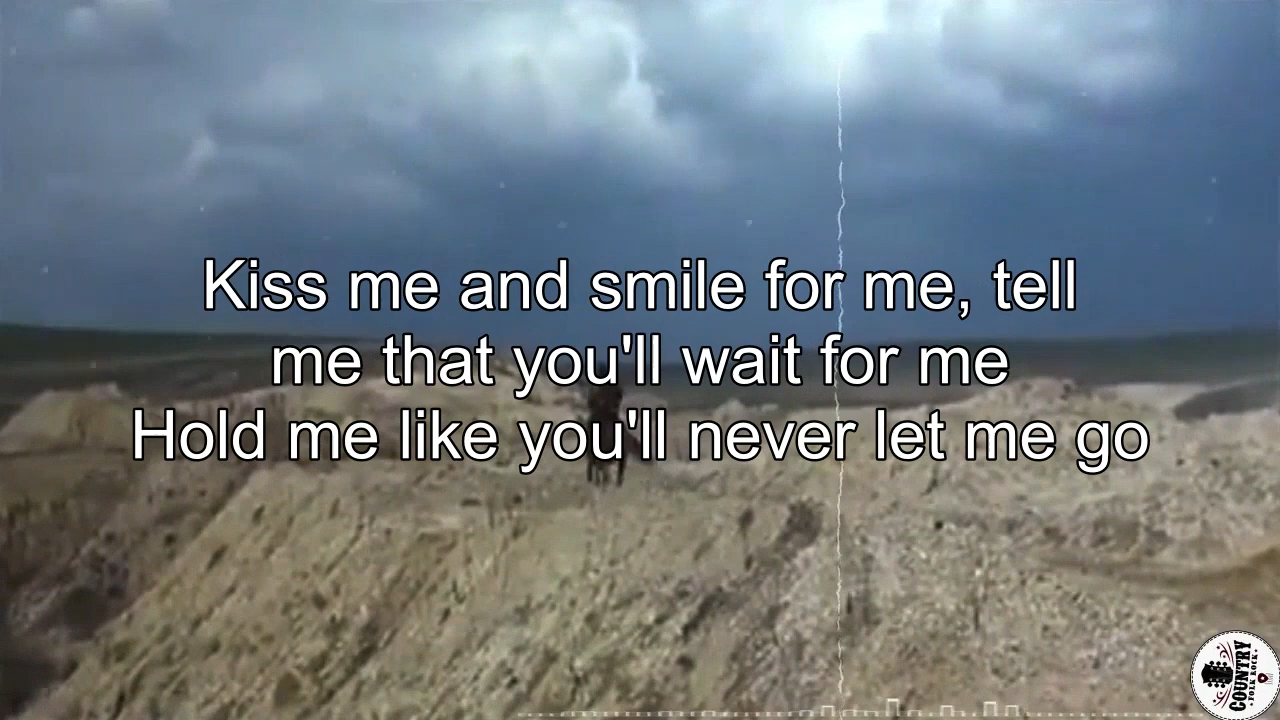 Kiss me and smile for me, tell
me that you'll wait for me
Hold me like you'll never let me go
COUNTRY
FOLK ROCK